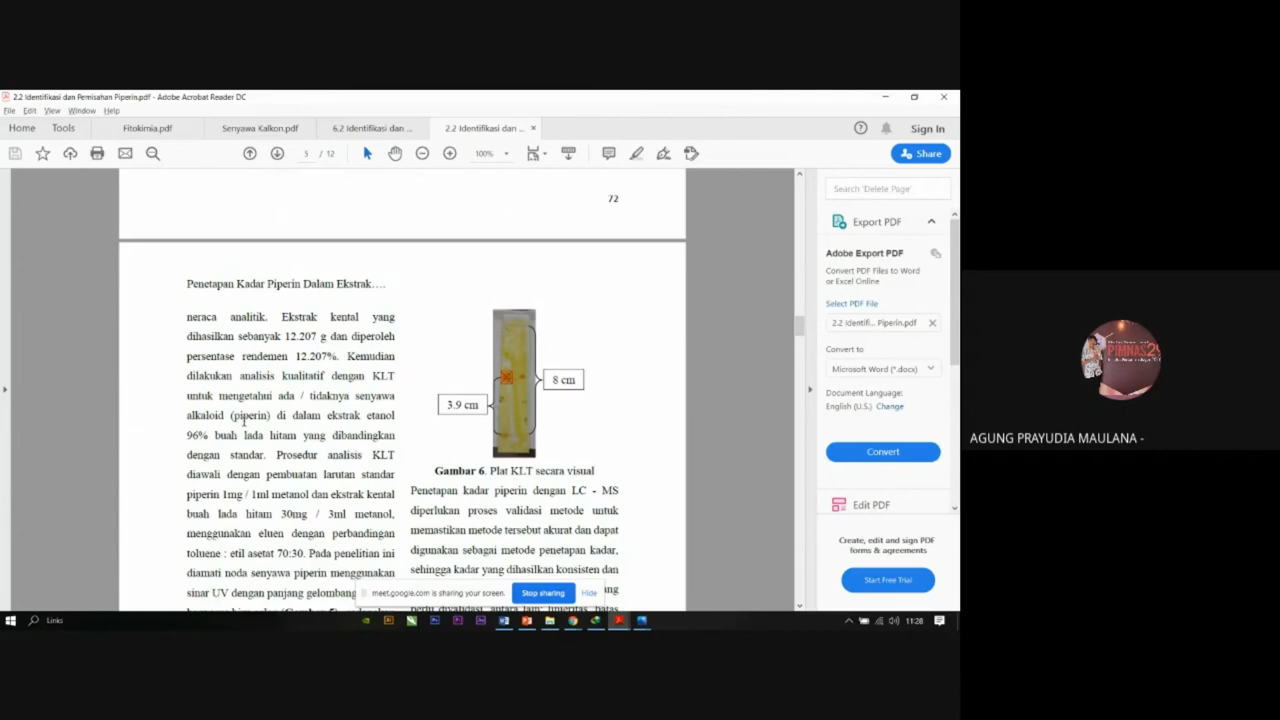 2.2 Identifikasi dan Pemisahan Piperin.pdf - Adobe Acrobat Reader DC
File Edit View Window Help
Home Tools Fitokimia.pdf Senyawa Kalkon.pdf 6.2 Identifikasi dan ... 2.2 Identifikasi dan ... × Sign In
5 / 12 100% Share
72
Penetapan Kadar Piperin Dalam Ekstrak….
neraca analitik. Ekstrak kental yang
dihasilkan sebanyak 12.207 g dan diperoleh
persentase rendemen 12.207%. Kemudian
dilakukan analisis kualitatif dengan KLT
untuk mengetahui ada / tidaknya senyawa
alkaloid (piperin) di dalam ekstrak etanol
96% buah lada hitam yang dibandingkan
dengan standar. Prosedur analisis KLT
diawali dengan pembuatan larutan standar
piperin 1mg / 1ml metanol dan ekstrak kental
buah lada hitam 30mg / 3ml metanol,
menggunakan eluen dengan perbandingan
toluene : etil asetat 70:30. Pada penelitian ini
diamati noda senyawa piperin menggunakan
sinar UV dengan panjang gelombang
8 cm
3.9 cm
Gambar 6. Plat KLT secara visual
Penetapan kadar piperin dengan LC - MS
diperlukan proses validasi metode untuk
memastikan metode tersebut akurat dan dapat
digunakan sebagai metode penetapan kadar,
sehingga kadar yang dihasilkan konsisten dan
meet.google.com is sharing your screen. Stop sharing Hide
Search 'Delete Page'
Export PDF
Adobe Export PDF
Convert PDF Files to Word
or Excel Online
Select PDF File
2.2 Identifi... Piperin.pdf ×
Convert to
Microsoft Word (*.docx)
Document Language:
English (U.S.) Change
Convert
Edit PDF
Create, edit and sign PDF
forms & agreements
Start Free Trial
Links 11:28
PIMNAS29
AGUNG PRAYUDIA MAULANA -